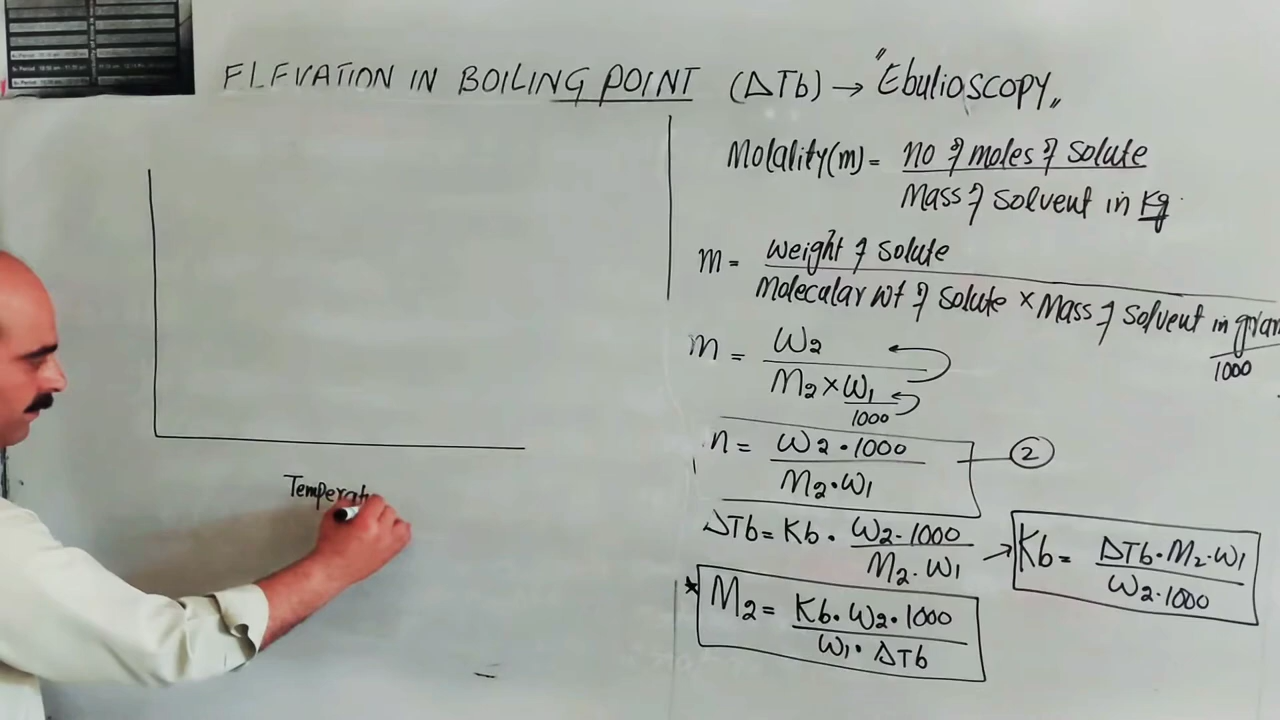 ELEVATION IN BOILING POINT (ΔTb) → "Ebulioscopy"
Molality(m) = no of moles of solute / Mass of solvent in Kg
m = weight of solute / molecular wt of solute × Mass of solvent in gram / 1000
m = W2 / M2 × W1 / 1000
n = W2 · 1000 / M2 · W1 — 2
ΔTb = Kb · W2 · 1000 / M2 · W1 → Kb = ΔTb · M2 · W1 / W2 · 1000
* M2 = Kb · W2 · 1000 / W1 · ΔTb
Temperat